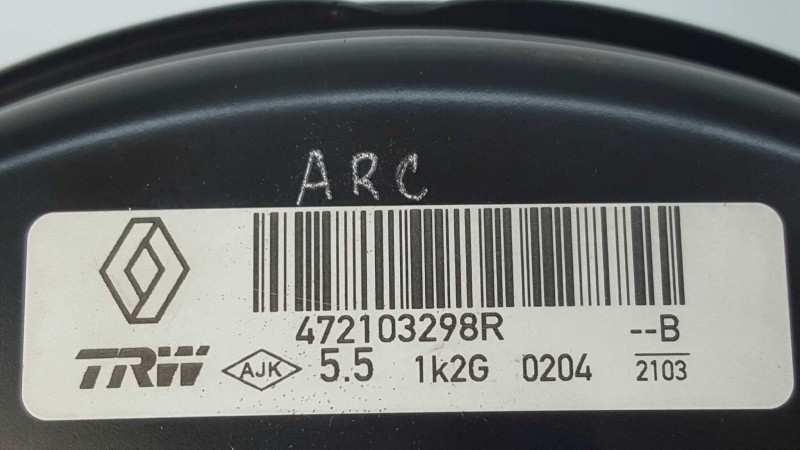 ARC
472103298R --B
TRW AJK 5.5 1k2G 0204 2103